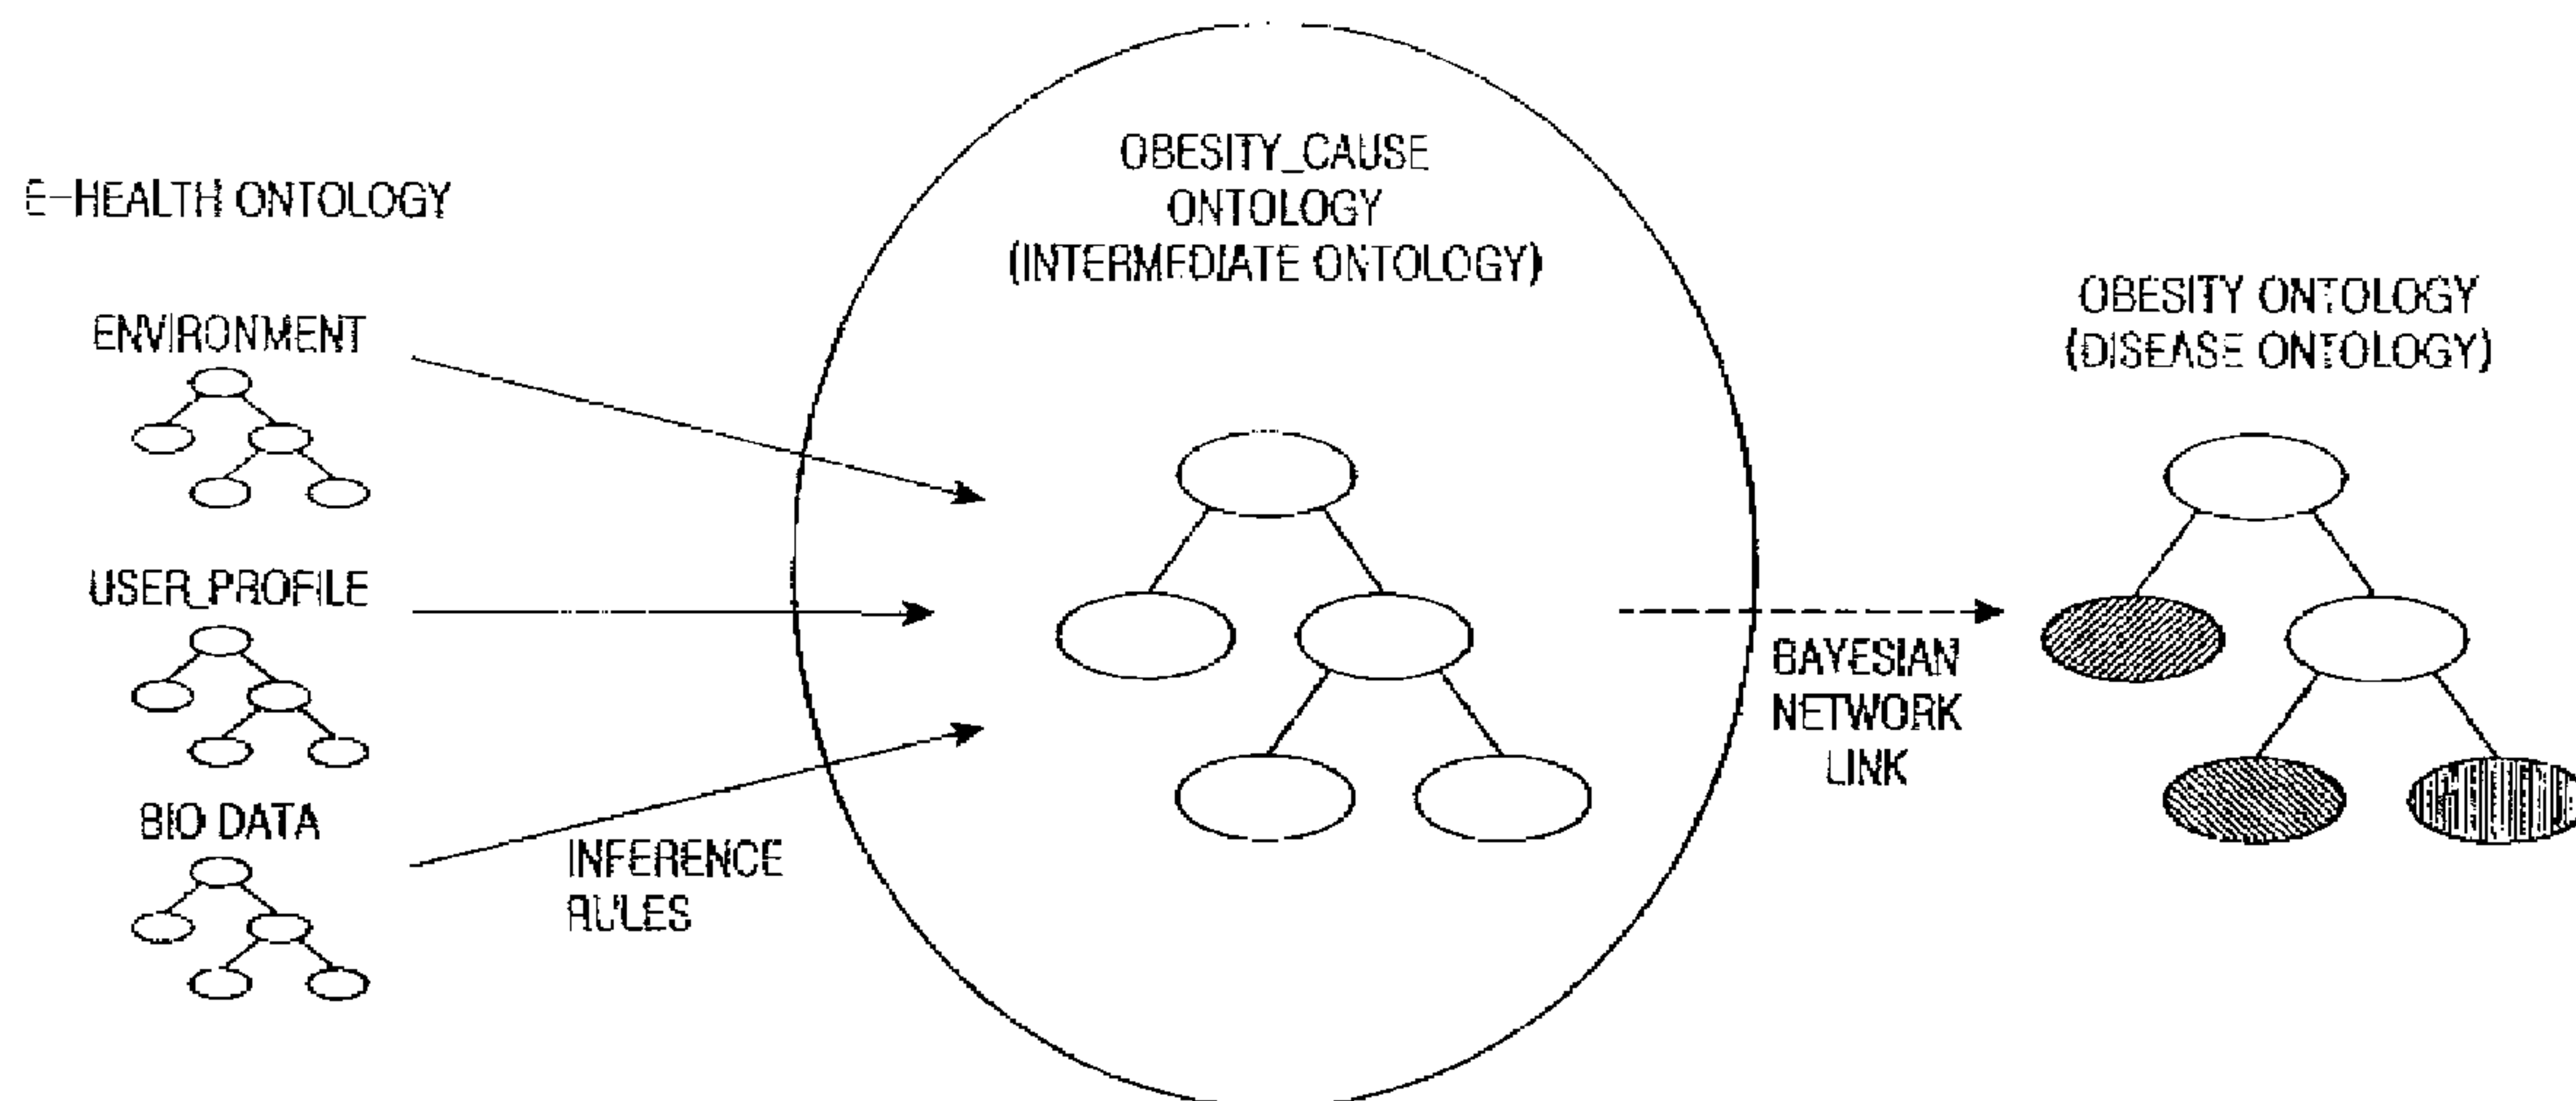 E-HEALTH ONTOLOGY
ENVIRONMENT
USER_PROFILE
BIO DATA
INFERENCE
RULES
OBESITY_CAUSE
ONTOLOGY
(INTERMEDIATE ONTOLOGY)
BAYESIAN
NETWORK
LINK
OBESITY ONTOLOGY
(DISEASE ONTOLOGY)